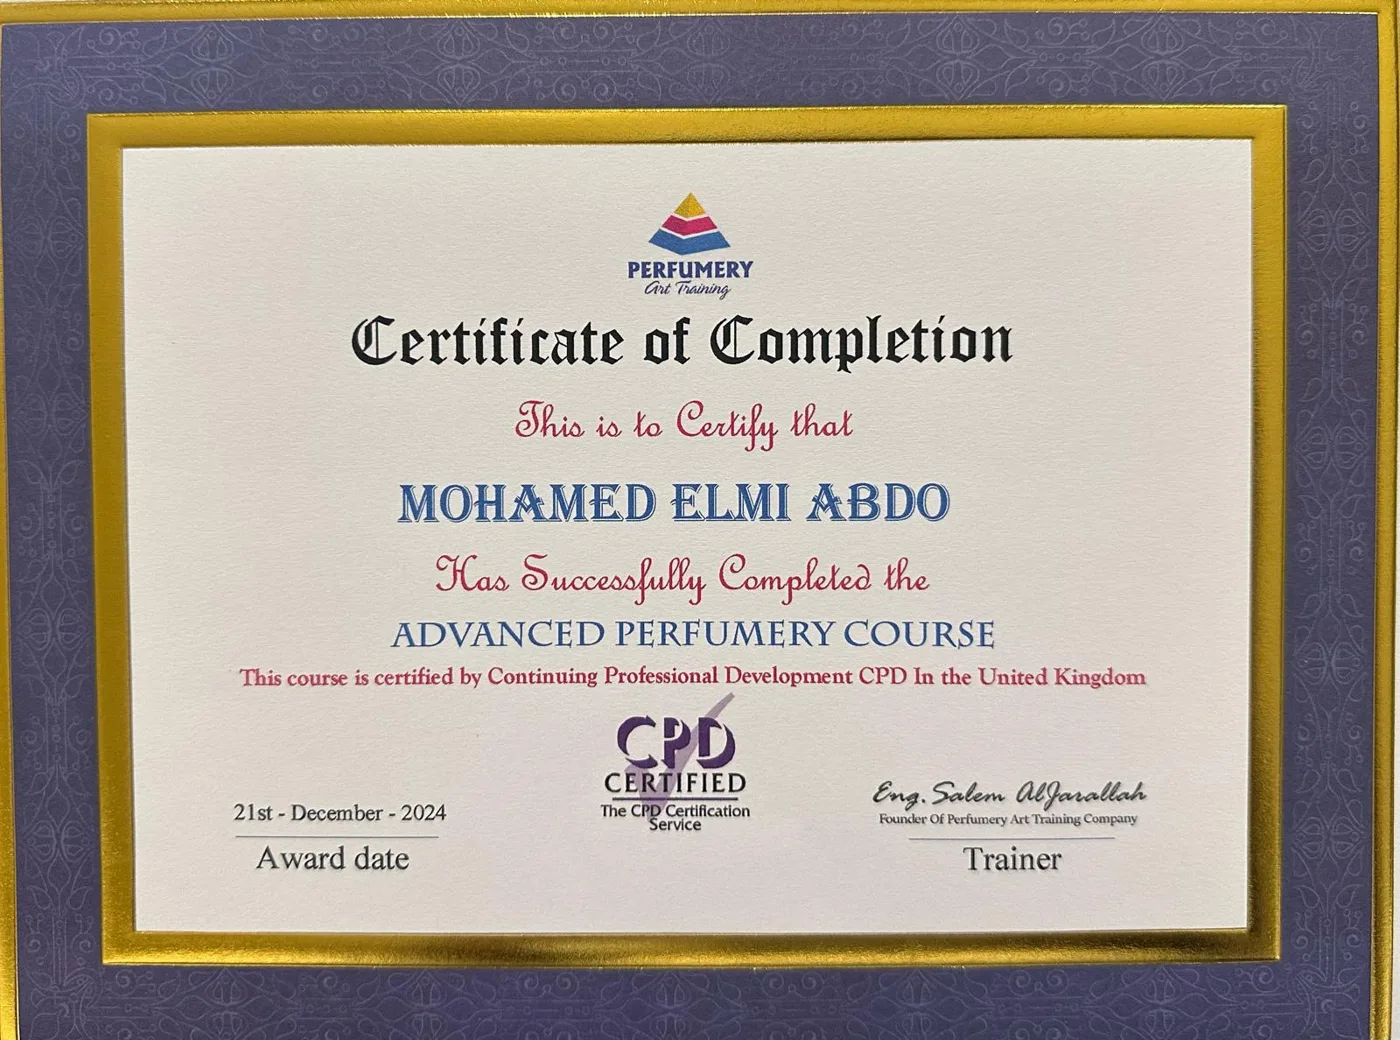 PERFUMERY
Art Training
Certificate of Completion
This is to Certify that
MOHAMED ELMI ABDO
Has Successfully Completed the
ADVANCED PERFUMERY COURSE
This course is certified by Continuing Professional Development CPD In the United Kingdom
CPD
CERTIFIED
The CPD Certification
Service
21st - December - 2024
Award date
Eng. Salem AlJarallah
Founder Of Perfumery Art Training Company
Trainer